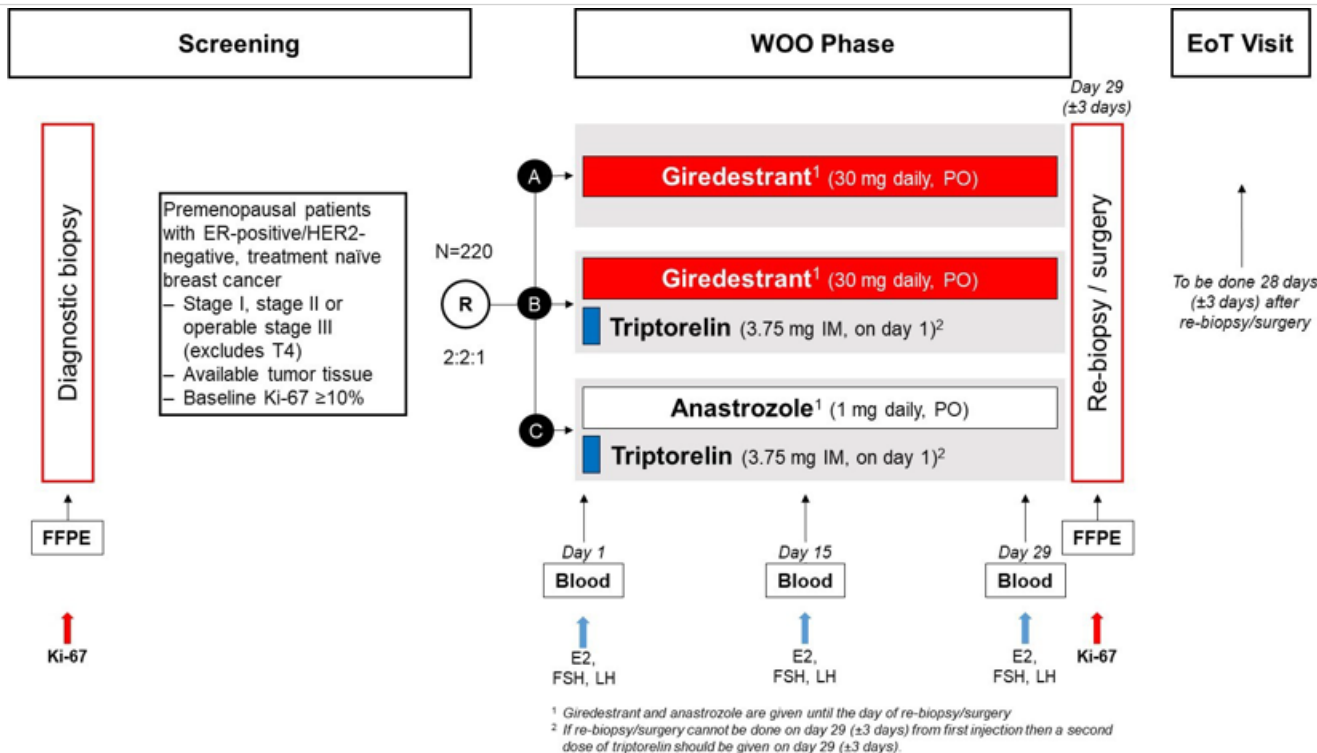 Screening
WOO Phase
EoT Visit
Day 29
(±3 days)
Diagnostic biopsy
Premenopausal patients
with ER-positive/HER2-
negative, treatment naïve
breast cancer
– Stage I, stage II or
operable stage III
(excludes T4)
– Available tumor tissue
– Baseline Ki-67 ≥10%
N=220
R
2:2:1
A
Giredestrant¹ (30 mg daily, PO)
B
Giredestrant¹ (30 mg daily, PO)
Triptorelin (3.75 mg IM, on day 1)²
C
Anastrozole¹ (1 mg daily, PO)
Triptorelin (3.75 mg IM, on day 1)²
Re-biopsy / surgery
To be done 28 days
(±3 days) after
re-biopsy/surgery
FFPE
Ki-67
Day 1
Blood
E2,
FSH, LH
Day 15
Blood
E2,
FSH, LH
Day 29
Blood
E2,
FSH, LH
FFPE
Ki-67
¹ Giredestrant and anastrozole are given until the day of re-biopsy/surgery
² If re-biopsy/surgery cannot be done on day 29 (±3 days) from first injection then a second
dose of triptorelin should be given on day 29 (±3 days).